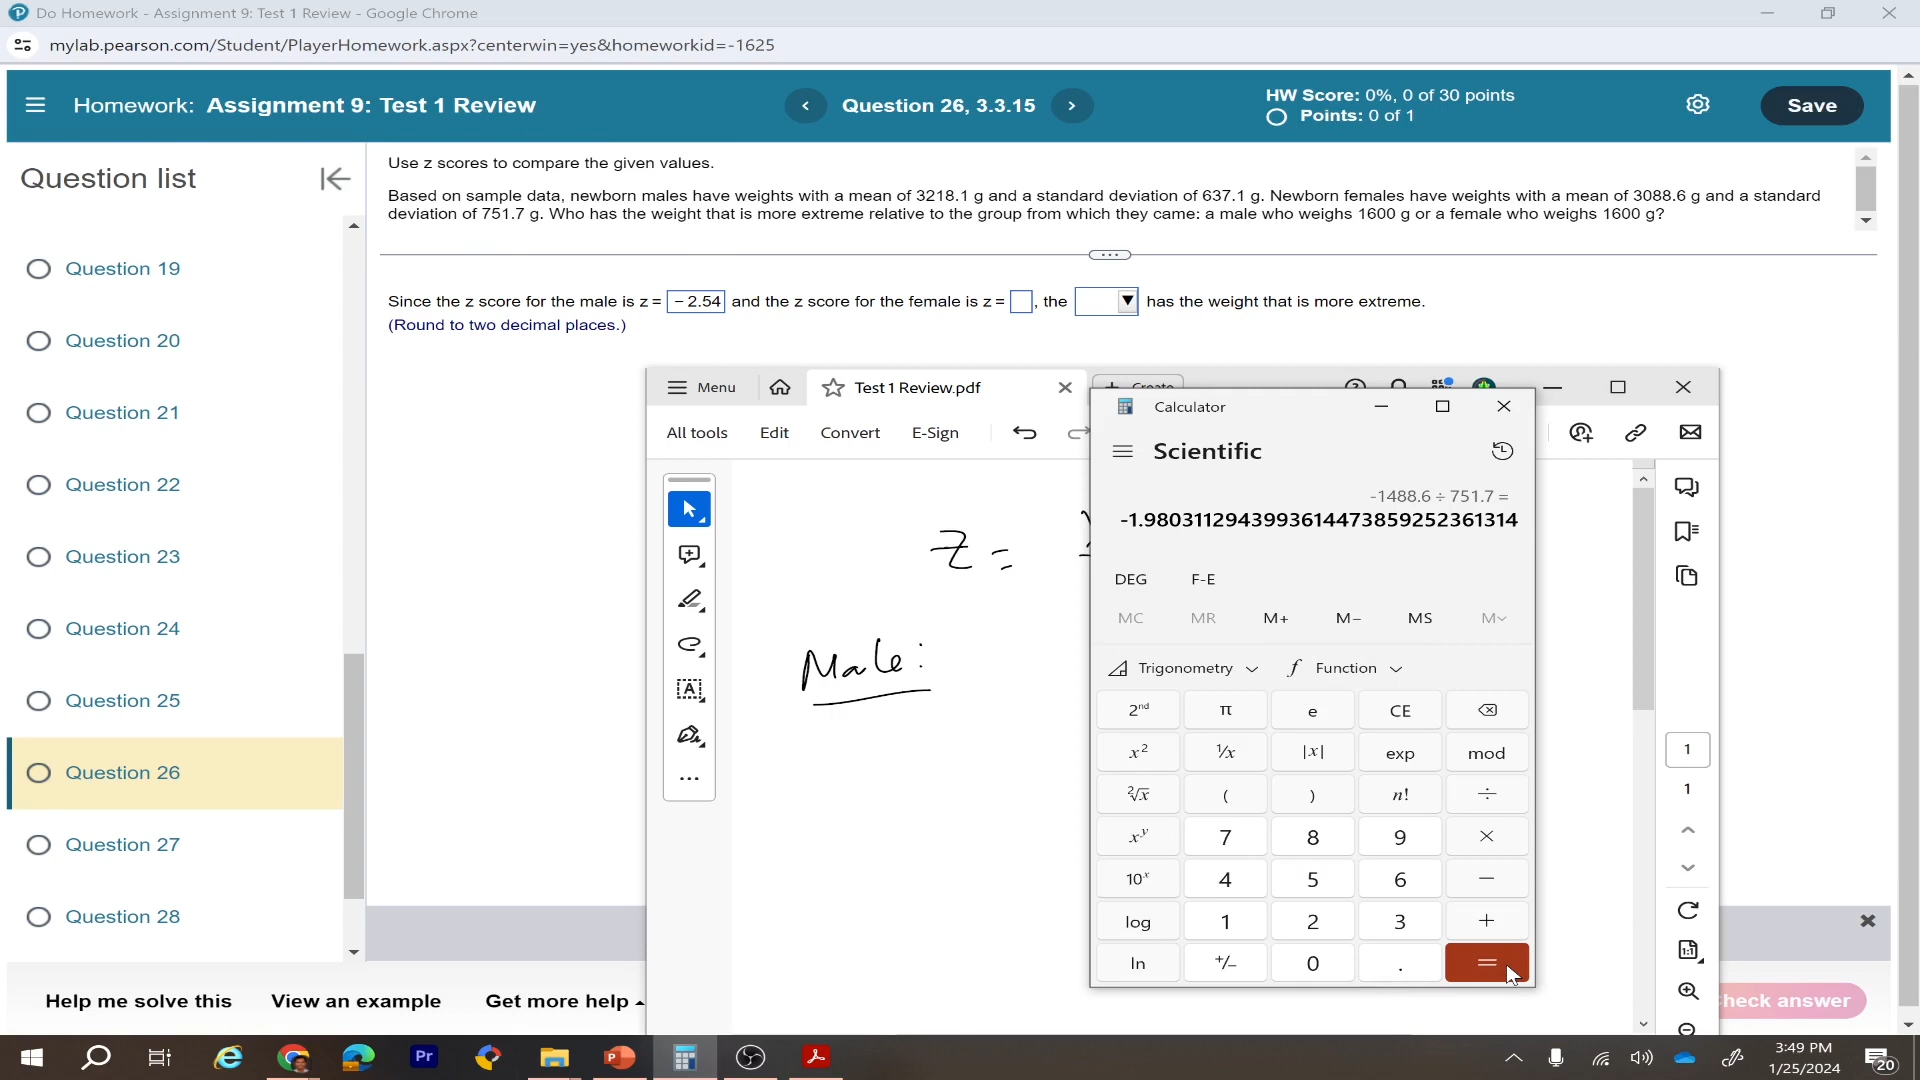 Do Homework - Assignment 9: Test 1 Review - Google Chrome
mylab.pearson.com/Student/PlayerHomework.aspx?centerwin=yes&homeworkid=-1625
Homework: Assignment 9: Test 1 Review
Question 26, 3.3.15
HW Score: 0%, 0 of 30 points
Points: 0 of 1
Save
Question list
Question 19
Question 20
Question 21
Question 22
Question 23
Question 24
Question 25
Question 26
Question 27
Question 28
Use z scores to compare the given values.
Based on sample data, newborn males have weights with a mean of 3218.1 g and a standard deviation of 637.1 g. Newborn females have weights with a mean of 3088.6 g and a standard
deviation of 751.7 g. Who has the weight that is more extreme relative to the group from which they came: a male who weighs 1600 g or a female who weighs 1600 g?
Since the z score for the male is z = −2.54 and the z score for the female is z = , the ▼ has the weight that is more extreme.
(Round to two decimal places.)
Menu
Test 1 Review.pdf
+ Create
All tools Edit Convert E-Sign
z =
Male:
1
1
Calculator
Scientific
-1488.6 ÷ 751.7 =
-1.9803112943993614473859252361314
DEG F-E
MC MR M+ M− MS M
Trigonometry f Function
2nd π e CE
x² ¹/x |x| exp mod
²√x ( ) n! ÷
xʸ 7 8 9 ×
10ˣ 4 5 6 −
log 1 2 3 +
ln +/− 0 . =
Help me solve this View an example Get more help
heck answer
Pr
3:49 PM
1/25/2024
20